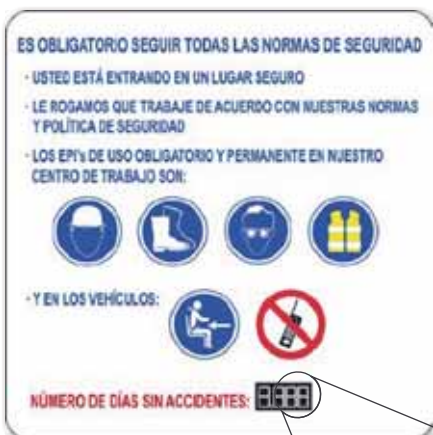 ES OBLIGATORIO SEGUIR TODAS LAS NORMAS DE SEGURIDAD
· USTED ESTÁ ENTRANDO EN UN LUGAR SEGURO
· LE ROGAMOS QUE TRABAJE DE ACUERDO CON NUESTRAS NORMAS
Y POLÍTICA DE SEGURIDAD
· LOS EPI's DE USO OBLIGATORIO Y PERMANENTE EN NUESTRO
CENTRO DE TRABAJO SON:
· Y EN LOS VEHÍCULOS:
NÚMERO DE DÍAS SIN ACCIDENTES: